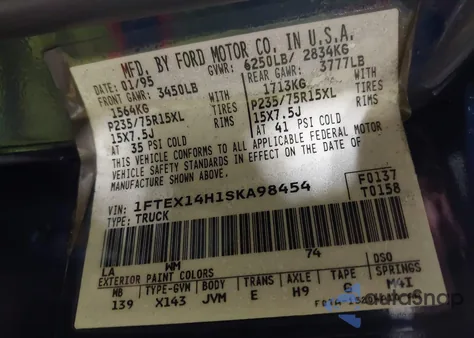 MFD. BY FORD MOTOR CO. IN U.S.A.
DATE: 01/95 GVWR: 6250LB/ 2834KG
FRONT GAWR: 3450LB REAR GAWR: 3777LB
1564KG 1713KG
P235/75R15XL TIRES P235/75R15XL TIRES
15X7.5J RIMS 15X7.5J RIMS
AT 35 PSI COLD AT 41 PSI COLD
THIS VEHICLE CONFORMS TO ALL APPLICABLE FEDERAL MOTOR
VEHICLE SAFETY STANDARDS IN EFFECT ON THE DATE OF
MANUFACTURE SHOWN ABOVE.
VIN: 1FTEX14H1SKA98454 F0137
TYPE: TRUCK T0158
LA WM 74
EXTERIOR PAINT COLORS DSO
WB TYPE-GVM BODY TRANS AXLE TAPE SPRINGS
139 X143 JVM E H9 G M4I
autoSnap